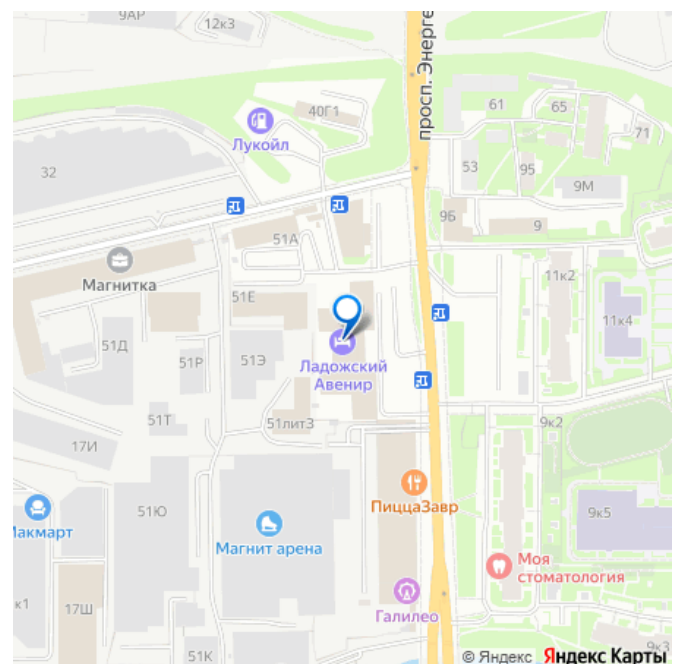 9АР
12к3
просп. Энерге
40Г1
Лукойл
61
65
71
53
95
9М
32
9Б
9
51А
Магнитка
11к2
51Е
11к4
51Д
51Р
51Э
Ладожский
Авенир
51Т
51лит3
9к2
17И
ПиццаЗавр
51Ю
9к5
Макмарт
Магнит арена
Моя
стоматология
к1
17Ш
Галилео
51К
9к3
© Яндекс Яндекс Карты